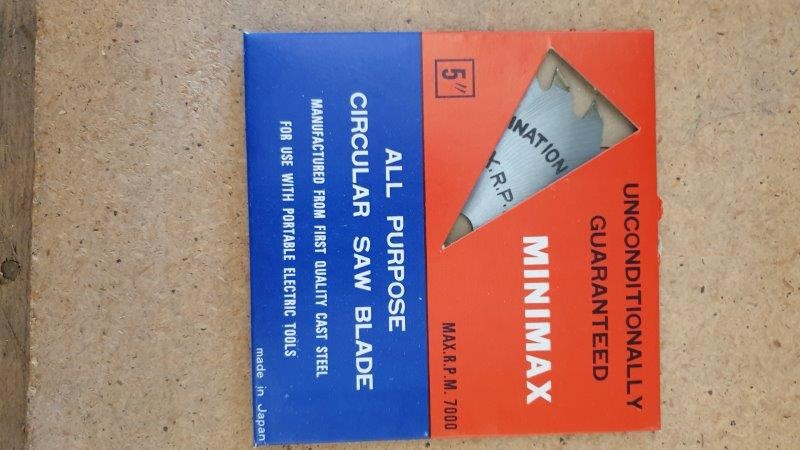 UNCONDITIONALLY
GUARANTEED
5"
INATION
.R.P.
MINIMAX
MAX.R.P.M. 7000
ALL PURPOSE
CIRCULAR SAW BLADE
MANUFACTURED FROM FIRST QUALITY CAST STEEL
FOR USE WITH PORTABLE ELECTRIC TOOLS
made in Japan